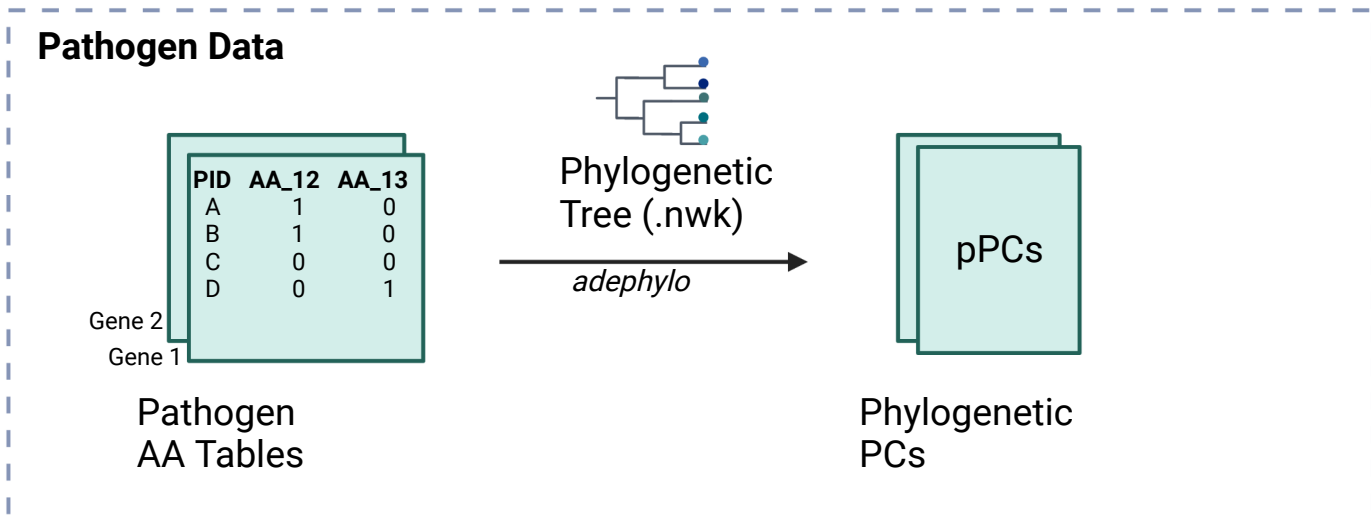 Pathogen Data
PID AA_12 AA_13
A 1 0
B 1 0
C 0 0
D 0 1
Gene 2
Gene 1
Pathogen
AA Tables
Phylogenetic
Tree (.nwk)
adephylo
pPCs
Phylogenetic
PCs